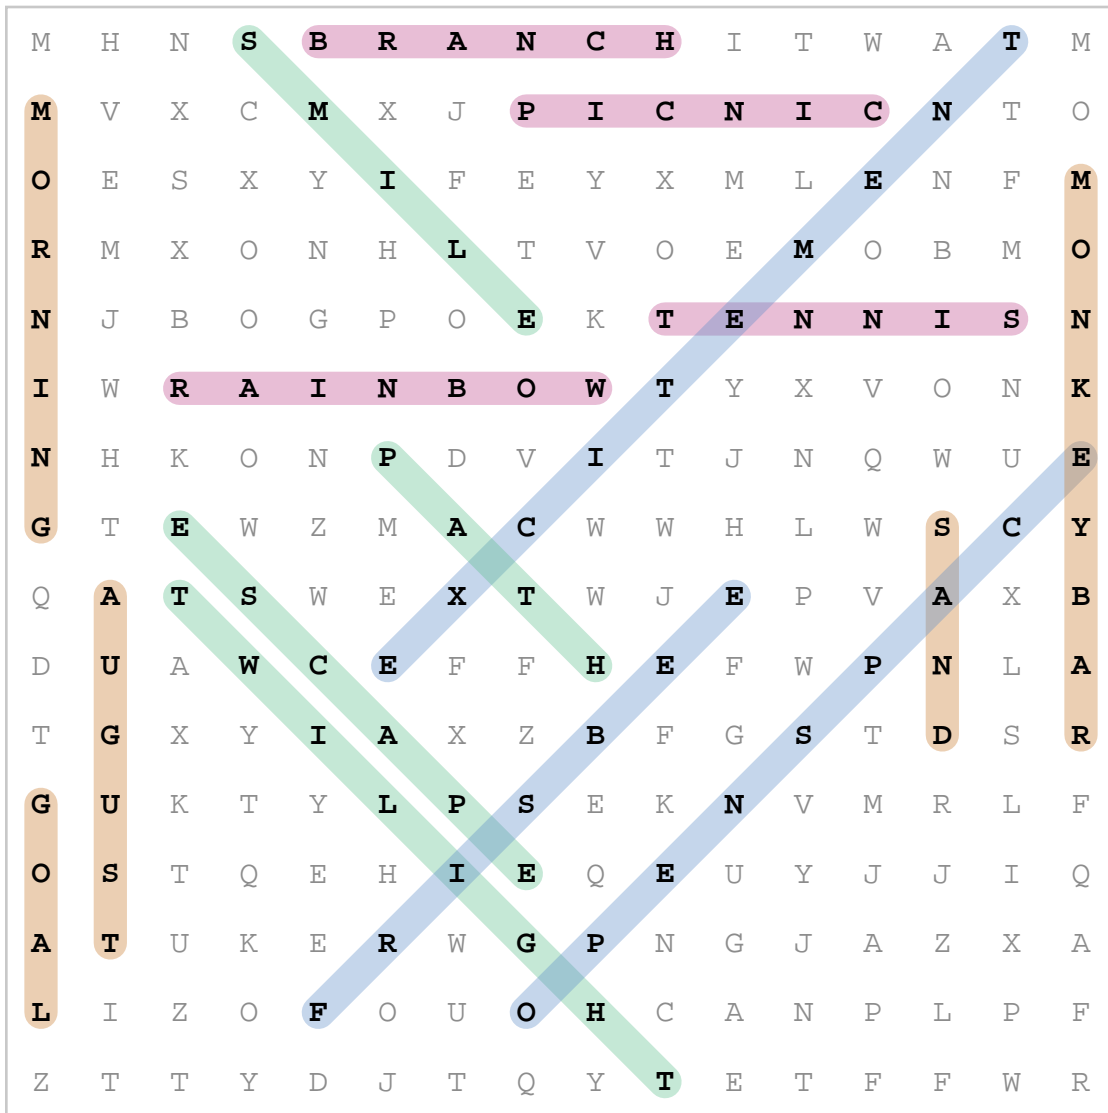 M H N S B R A N C H I T W A T M
M V X C M X J P I C N I C N T O
O E S X Y I F E Y X M L E N F M
R M X O N H L T V O E M O B M O
N J B O G P O E K T E N N I S N
I W R A I N B O W T Y X V O N K
N H K O N P D V I T J N Q W U E
G T E W Z M A C W W H L W S C Y
Q A T S W E X T W J E P V A X B
D U A W C E F F H E F W P N L A
T G X Y I A X Z B F G S T D S R
G U K T Y L P S E K N V M R L F
O S T Q E H I E Q E U Y J J I Q
A T U K E R W G P N G J A Z X A
L I Z O F O U O H C A N P L P F
Z T T Y D J T Q Y T E T F F W R